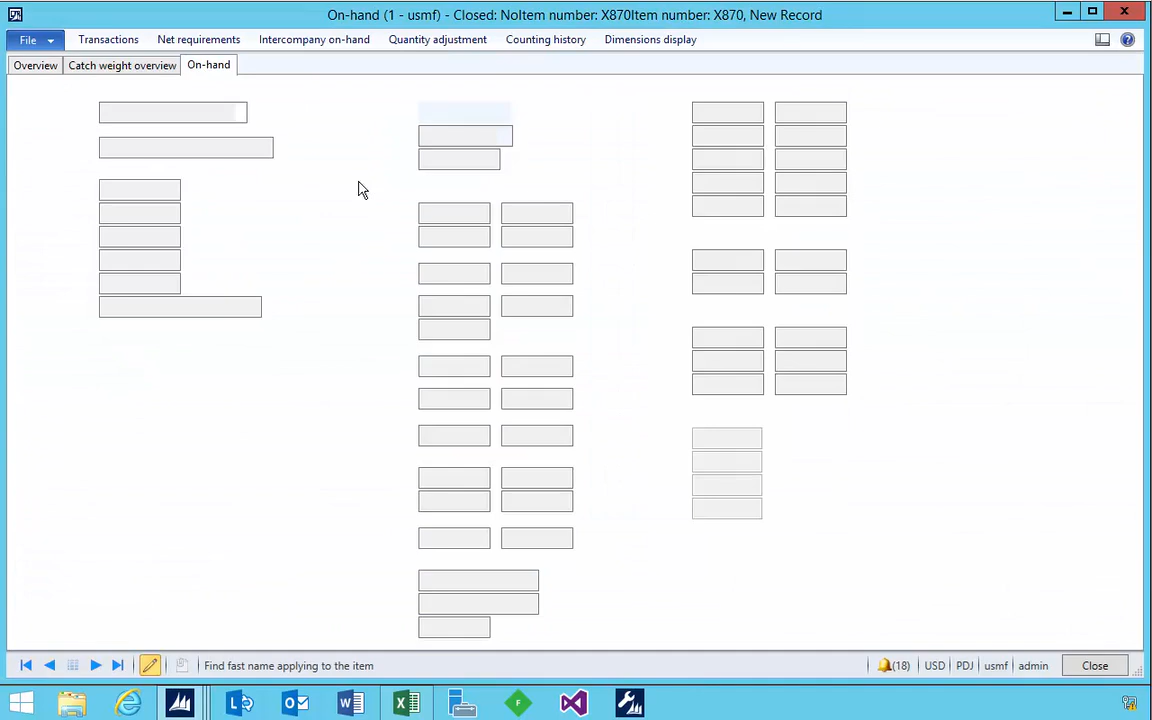 On-hand (1 - usmf) - Closed: NoItem number: X870Item number: X870, New Record
File Transactions Net requirements Intercompany on-hand Quantity adjustment Counting history Dimensions display
Overview Catch weight overview On-hand
Find fast name applying to the item (18) USD PDJ usmf admin Close